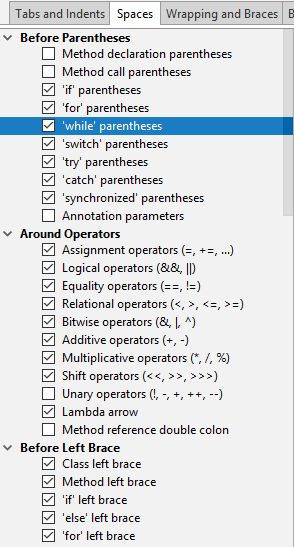 Tabs and Indents Spaces Wrapping and Braces
Before Parentheses
Method declaration parentheses
Method call parentheses
'if' parentheses
'for' parentheses
'while' parentheses
'switch' parentheses
'try' parentheses
'catch' parentheses
'synchronized' parentheses
Annotation parameters
Around Operators
Assignment operators (=, +=, ...)
Logical operators (&&, ||)
Equality operators (==, !=)
Relational operators (<, >, <=, >=)
Bitwise operators (&, |, ^)
Additive operators (+, -)
Multiplicative operators (*, /, %)
Shift operators (<<, >>, >>>)
Unary operators (!, -, +, ++, --)
Lambda arrow
Method reference double colon
Before Left Brace
Class left brace
Method left brace
'if' left brace
'else' left brace
'for' left brace